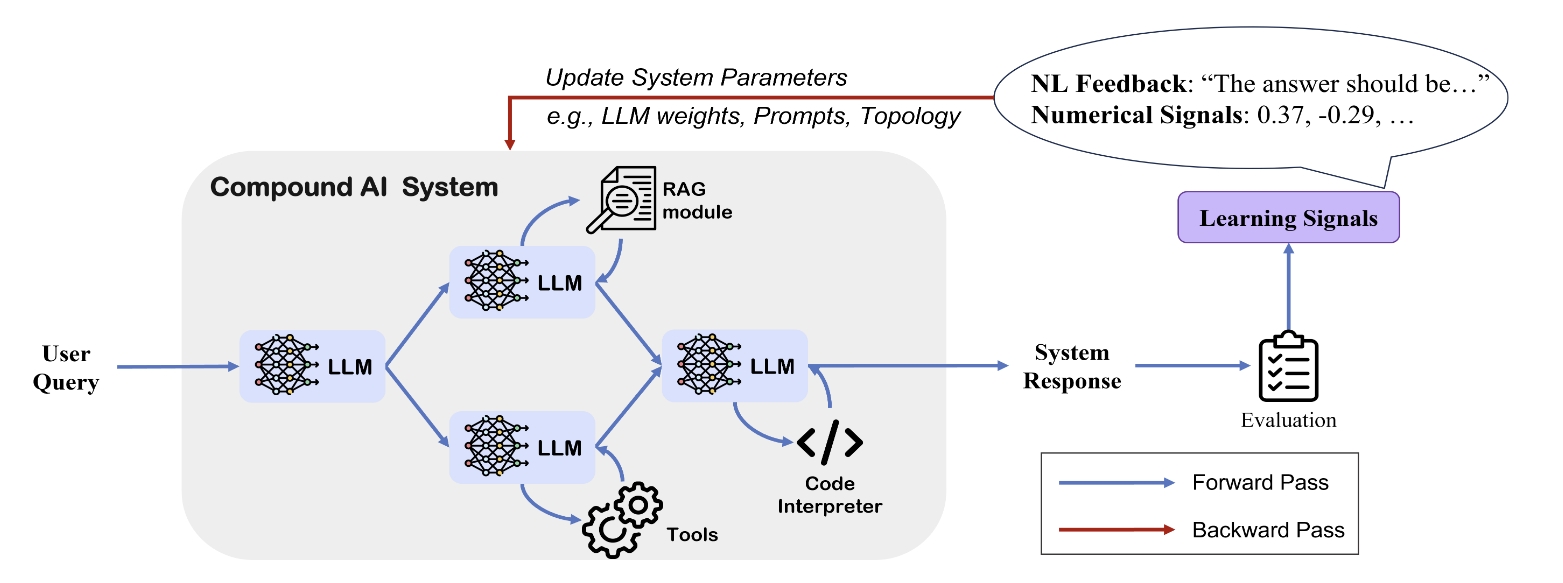 Update System Parameters
e.g., LLM weights, Prompts, Topology
NL Feedback: “The answer should be…”
Numerical Signals: 0.37, -0.29, …
Learning Signals
Compound AI System
RAG
module
LLM
User
Query
LLM
LLM
LLM
Tools
Code
Interpreter
System
Response
Evaluation
Forward Pass
Backward Pass